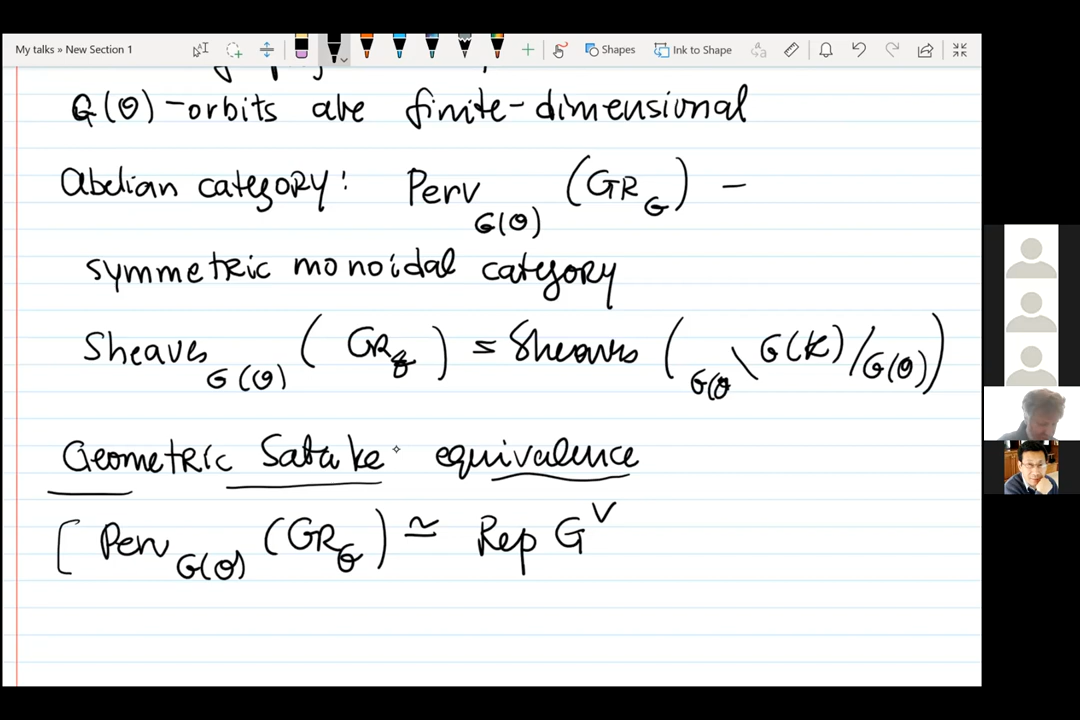 My talks » New Section 1
Shapes
Ink to Shape
G(O)-orbits are finite-dimensional
Abelian category: Perv_{G(O)} (GR_G) –
symmetric monoidal category
Sheaves_{G(O)} (GR_G) = Sheaves (_{G(O}\G(K)/_{G(O)})
Geometric Satake equivalence
[ Perv_{G(O)} (GR_G) ≃ Rep G^∨